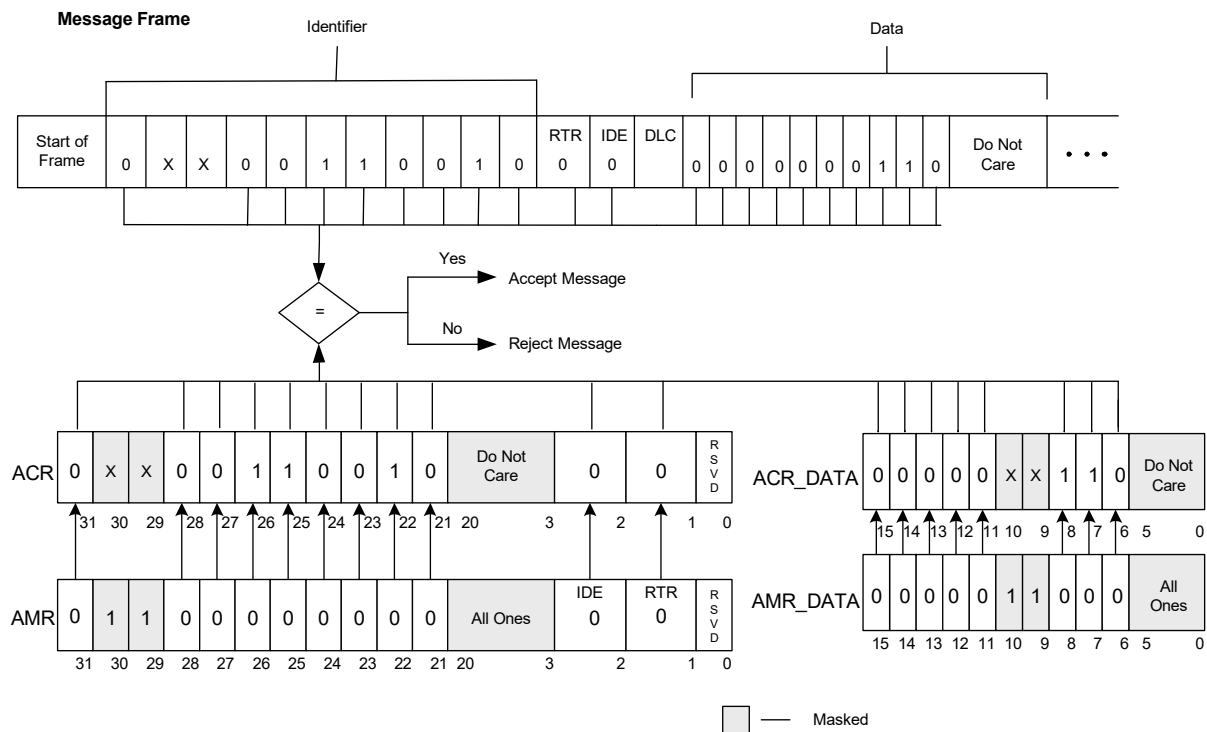 Message Frame
Identifier
Data
Start of Frame
0 X X 0 0 1 1 0 0 1 0
RTR 0
IDE 0
DLC
0 0 0 0 0 0 0 1 1 0
Do Not Care
• • •
=
Yes
Accept Message
No
Reject Message
ACR
0 X X 0 0 1 1 0 0 1 0 Do Not Care 0 0 RSVD
31 30 29 28 27 26 25 24 23 22 21 20 3 2 1 0
AMR
0 1 1 0 0 0 0 0 0 0 0 All Ones IDE 0 RTR 0 RSVD
31 30 29 28 27 26 25 24 23 22 21 20 3 2 1 0
ACR_DATA
0 0 0 0 0 X X 1 1 0 Do Not Care
15 14 13 12 11 10 9 8 7 6 5 0
AMR_DATA
0 0 0 0 0 1 1 0 0 0 All Ones
15 14 13 12 11 10 9 8 7 6 5 0
Masked